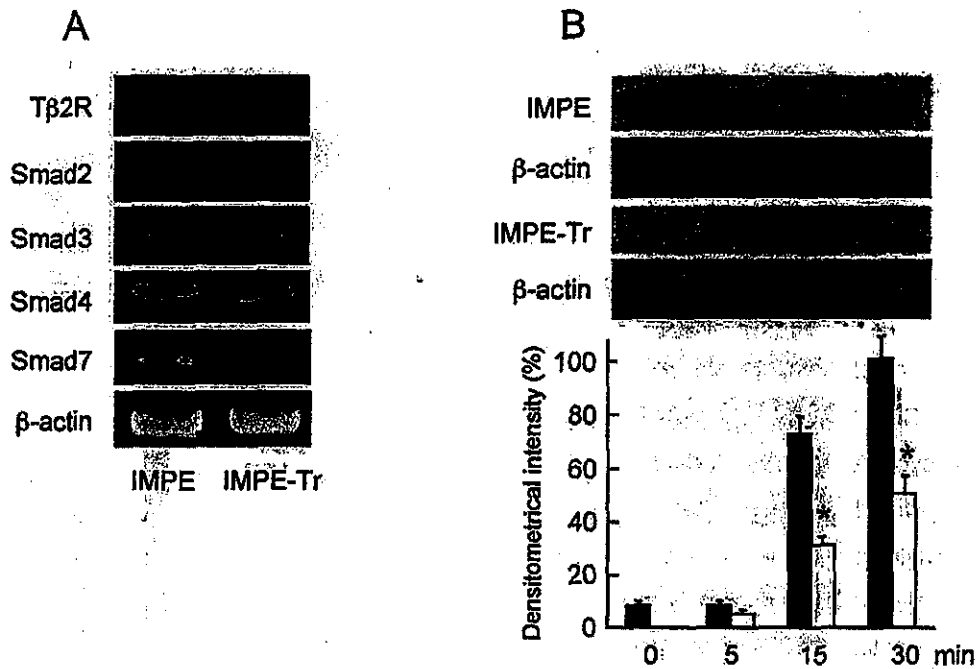 A
Tβ2R
Smad2
Smad3
Smad4
Smad7
β-actin
IMPE IMPE-Tr
B
IMPE
β-actin
IMPE-Tr
β-actin
Densitometrical intensity (%)
100
80
60
40
20
0
*
*
0 5 15 30 min